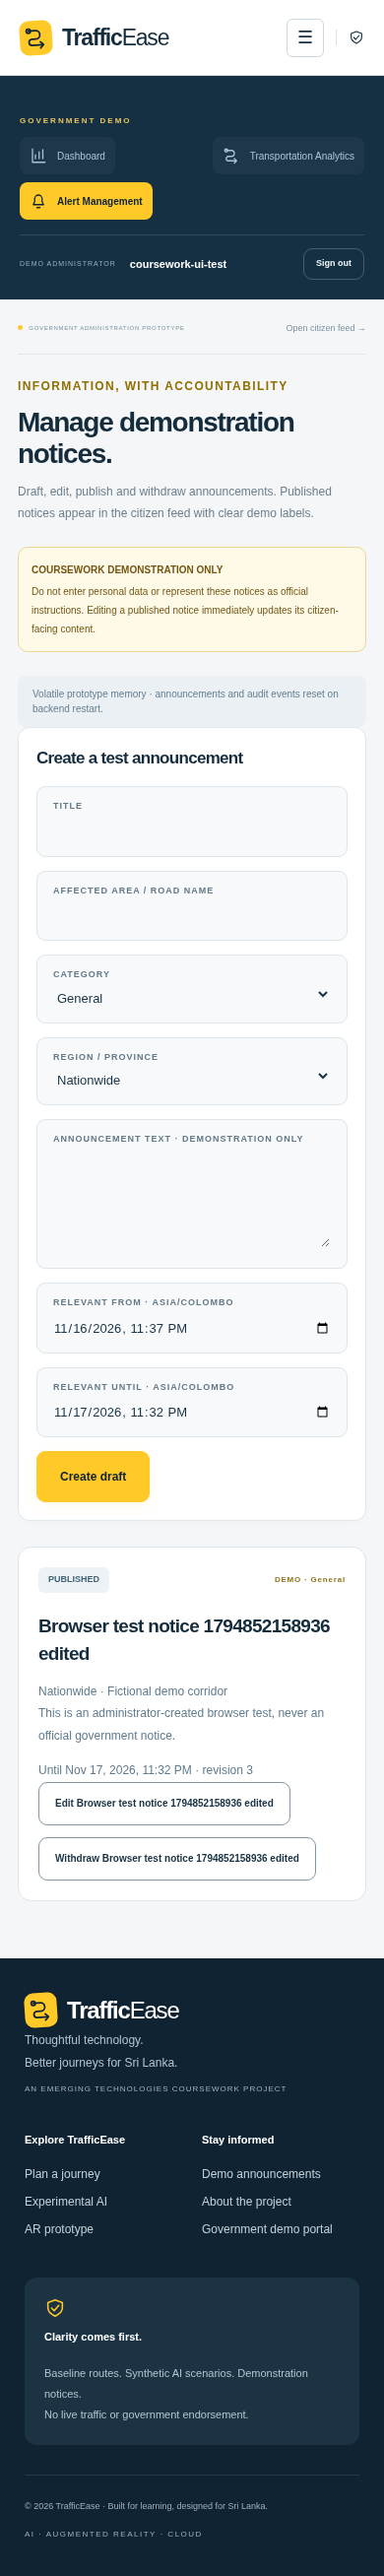 TrafficEase
GOVERNMENT DEMO
Dashboard
Transportation Analytics
Alert Management
DEMO ADMINISTRATOR coursework-ui-test Sign out
GOVERNMENT ADMINISTRATION PROTOTYPE Open citizen feed →
INFORMATION, WITH ACCOUNTABILITY
Manage demonstration
notices.
Draft, edit, publish and withdraw announcements. Published
notices appear in the citizen feed with clear demo labels.
COURSEWORK DEMONSTRATION ONLY
Do not enter personal data or represent these notices as official
instructions. Editing a published notice immediately updates its citizen-
facing content.
Volatile prototype memory · announcements and audit events reset on
backend restart.
Create a test announcement
TITLE
AFFECTED AREA / ROAD NAME
CATEGORY
General
REGION / PROVINCE
Nationwide
ANNOUNCEMENT TEXT · DEMONSTRATION ONLY
RELEVANT FROM · ASIA/COLOMBO
11/16/2026, 11:37 PM
RELEVANT UNTIL · ASIA/COLOMBO
11/17/2026, 11:32 PM
Create draft
PUBLISHED DEMO · General
Browser test notice 1794852158936
edited
Nationwide · Fictional demo corridor
This is an administrator-created browser test, never an
official government notice.
Until Nov 17, 2026, 11:32 PM · revision 3
Edit Browser test notice 1794852158936 edited
Withdraw Browser test notice 1794852158936 edited
TrafficEase
Thoughtful technology.
Better journeys for Sri Lanka.
AN EMERGING TECHNOLOGIES COURSEWORK PROJECT
Explore TrafficEase
Plan a journey
Experimental AI
AR prototype
Stay informed
Demo announcements
About the project
Government demo portal
Clarity comes first.
Baseline routes. Synthetic AI scenarios. Demonstration
notices.
No live traffic or government endorsement.
© 2026 TrafficEase · Built for learning, designed for Sri Lanka.
AI · AUGMENTED REALITY · CLOUD